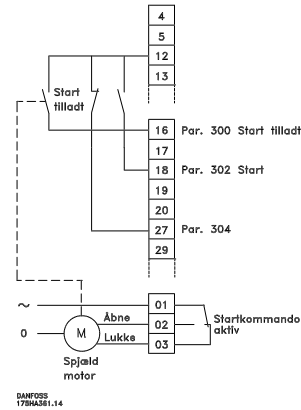 4
5
12
13
Start
tilladt
16 Par. 300 Start tilladt
17
18 Par. 302 Start
19
20
27 Par. 304
29
~
01
Åbne
02
Startkommando
aktiv
0
M
Lukke
03
Spjæld
motor
DANFOSS
175HA361.14